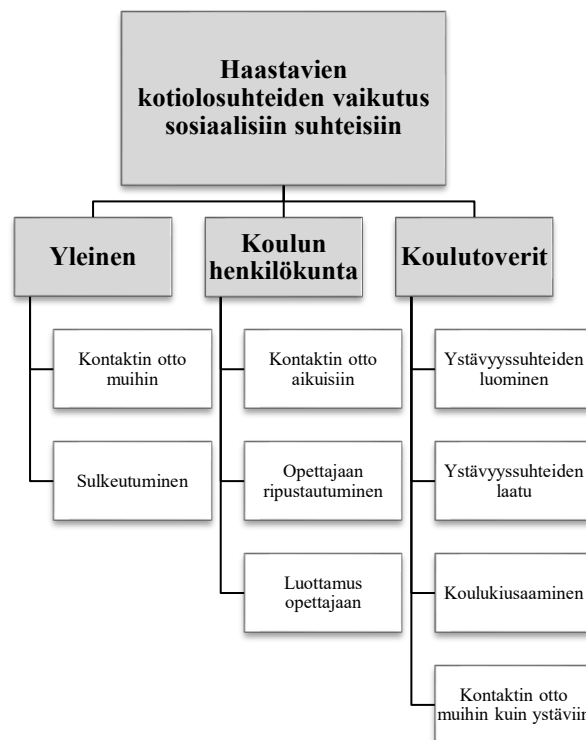 Haastavien
kotiolosuhteiden vaikutus
sosiaalisiin suhteisiin
Yleinen
Kontaktin otto
muihin
Sulkeutuminen
Koulun
henkilökunta
Kontaktin otto
aikuisiin
Opettajaan
ripustautuminen
Luottamus
opettajaan
Koulutoverit
Ystävyyssuhteiden
luominen
Ystävyyssuhteiden
laatu
Koulukiusaaminen
Kontaktin otto
muihin kuin ystäviin